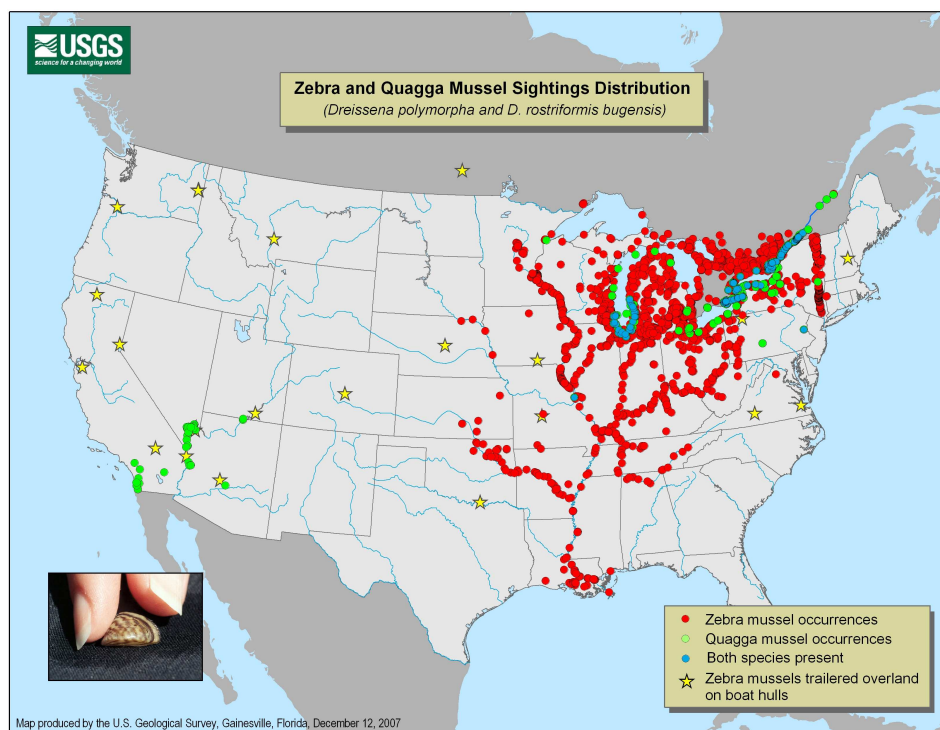 USGS
science for a changing world
Zebra and Quagga Mussel Sightings Distribution
(Dreissena polymorpha and D. rostriformis bugensis)
Zebra mussel occurrences
Quagga mussel occurrences
Both species present
Zebra mussels trailered overland
on boat hulls
Map produced by the U.S. Geological Survey, Gainesville, Florida, December 12, 2007